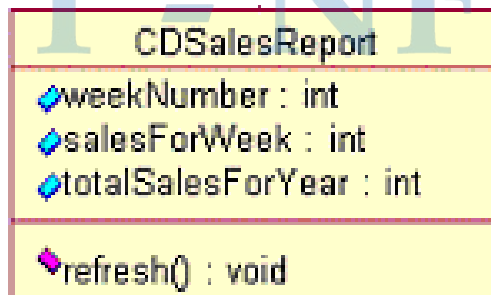 CDSalesReport
weekNumber : int
salesForWeek : int
totalSalesForYear : int
refresh() : void